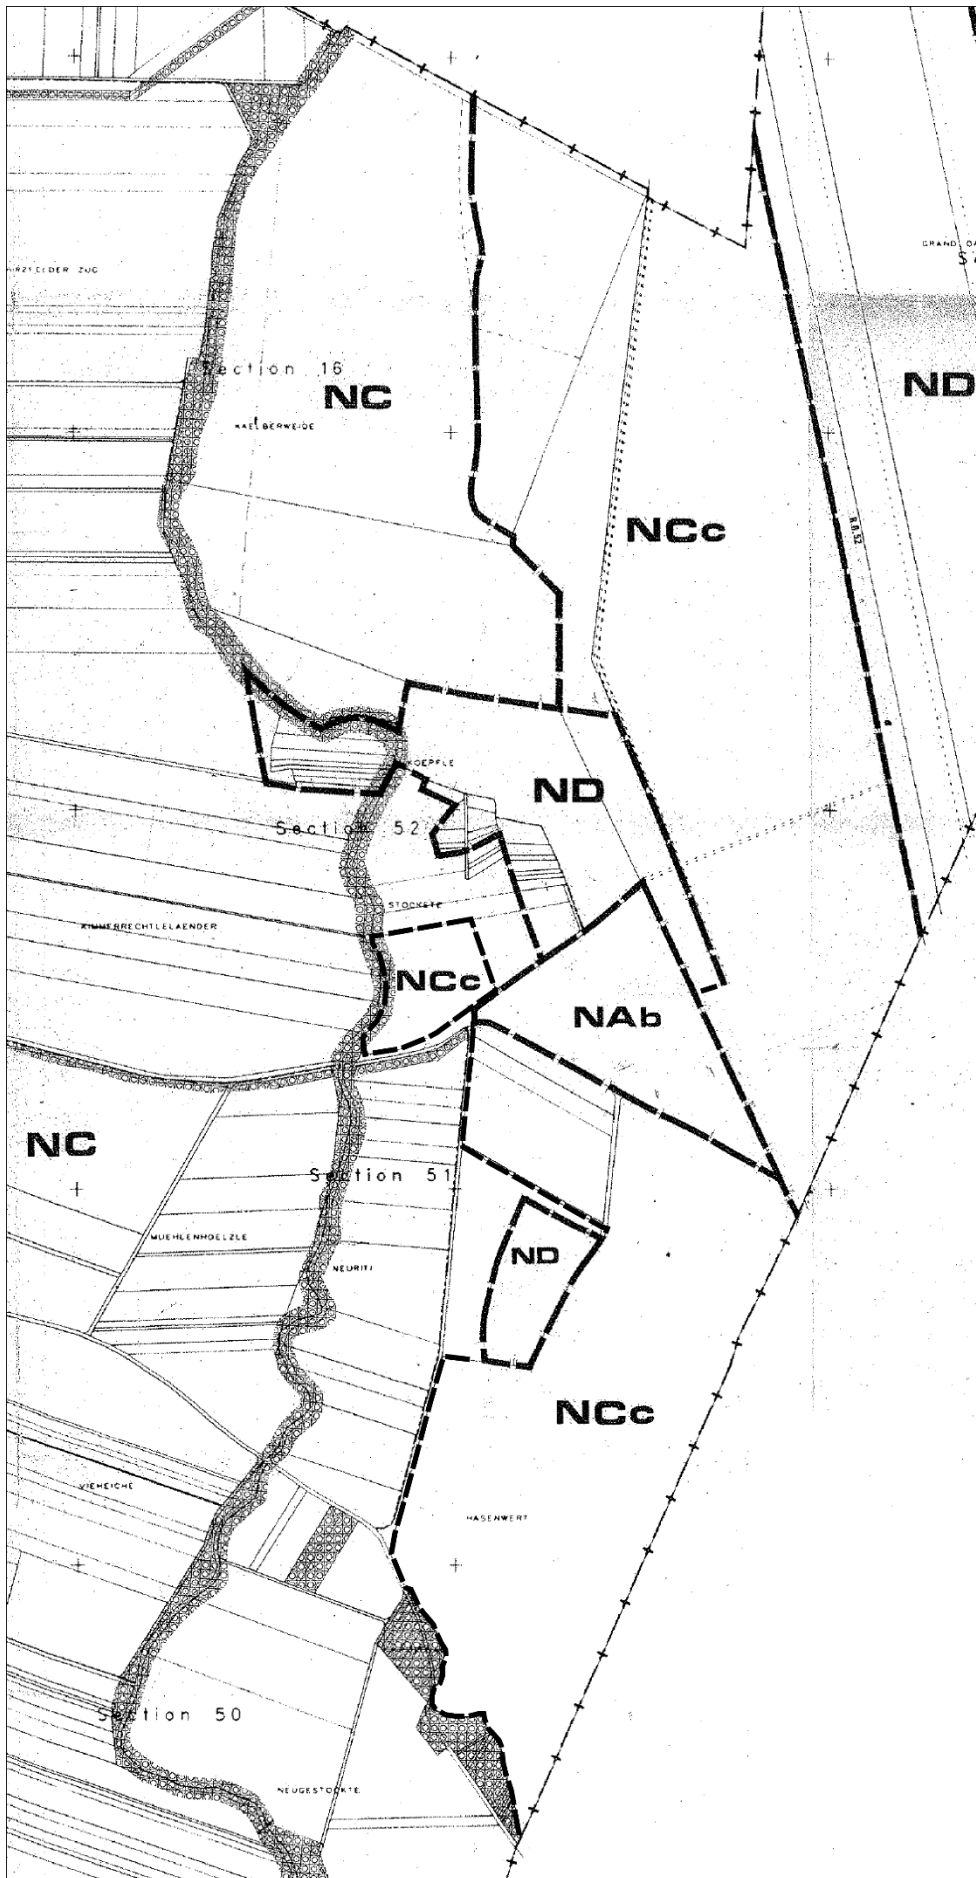 GRAND
Section 16
NC
ND
KAELBERWEIDE
NCc
KOEPFLE
ND
Section 52
STOCKETE
NCc
NAb
NC
Section 51
MUEHLENHOELZLE
ND
NEURITI
NCc
VIEHEICHE
HASENWERT
Section 50
NEUGESTOCKTE